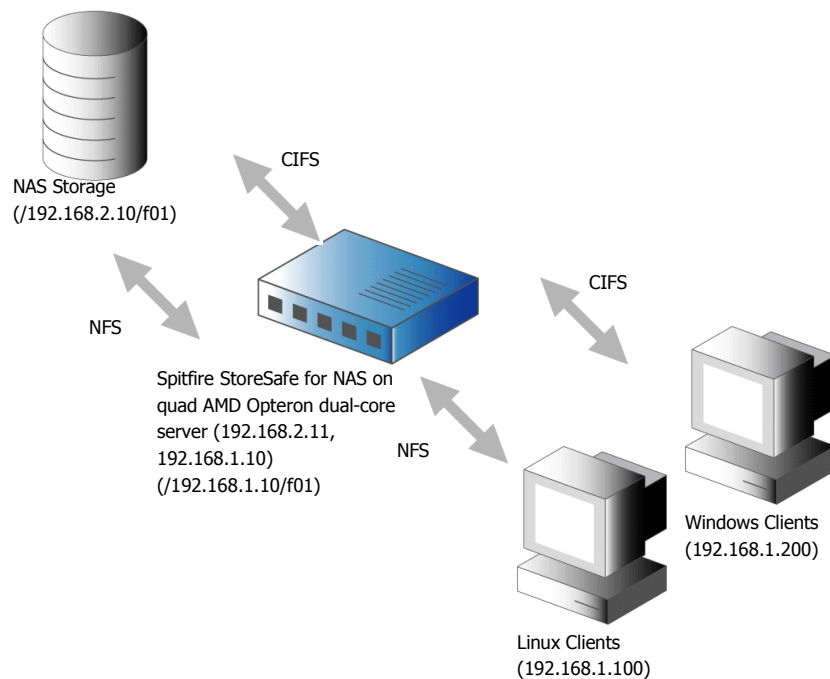 CIFS
NAS Storage
(/192.168.2.10/f01)
CIFS
NFS
Spitfire StoreSafe for NAS on
quad AMD Opteron dual-core
server (192.168.2.11,
192.168.1.10)
(/192.168.1.10/f01)
NFS
Windows Clients
(192.168.1.200)
Linux Clients
(192.168.1.100)